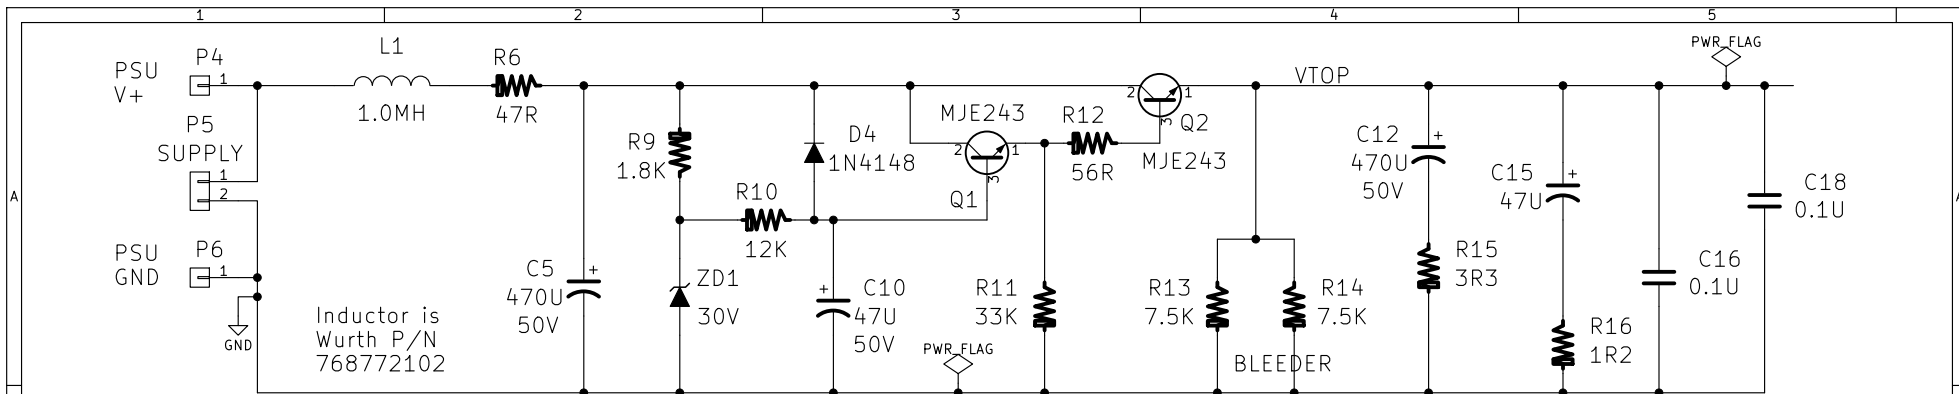 1 2 3 4 5
A A
PSU
V+
P4
1
L1
1.0MH
R6
47R
P5
SUPPLY
1
2
PSU
GND
P6
1
GND
Inductor is
Wurth P/N
768772102
C5
470U
50V
+
R9
1.8K
ZD1
30V
R10
12K
D4
1N4148
+
C10
47U
50V
MJE243
2
1
3
Q1
PWR_FLAG
R11
33K
R12
56R
2
1
3
Q2
MJE243
VTOP
R13
7.5K
R14
7.5K
BLEEDER
C12
470U
50V
+
R15
3R3
C15
47U
+
R16
1R2
PWR_FLAG
C16
0.1U
C18
0.1U